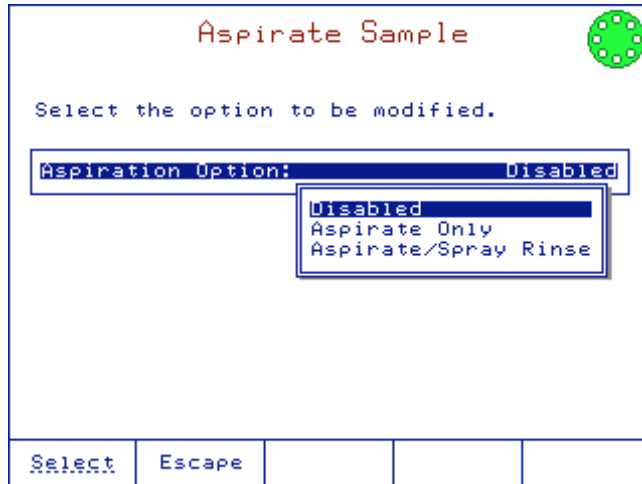 Aspirate Sample
Select the option to be modified.
Aspiration Option: Disabled
Disabled
Aspirate Only
Aspirate/Spray Rinse
Select Escape